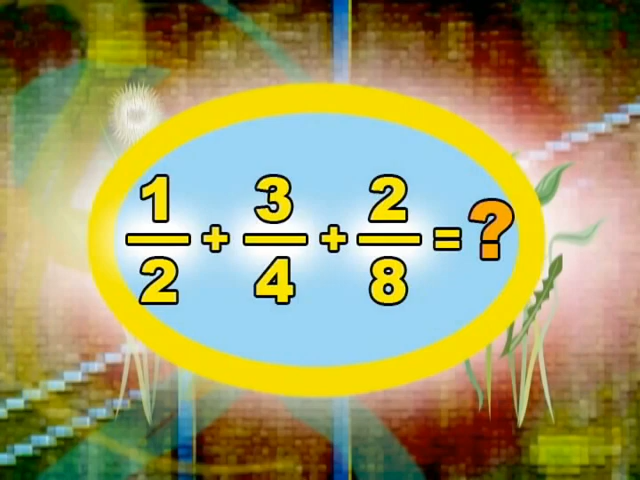 1/2 + 3/4 + 2/8 = ?